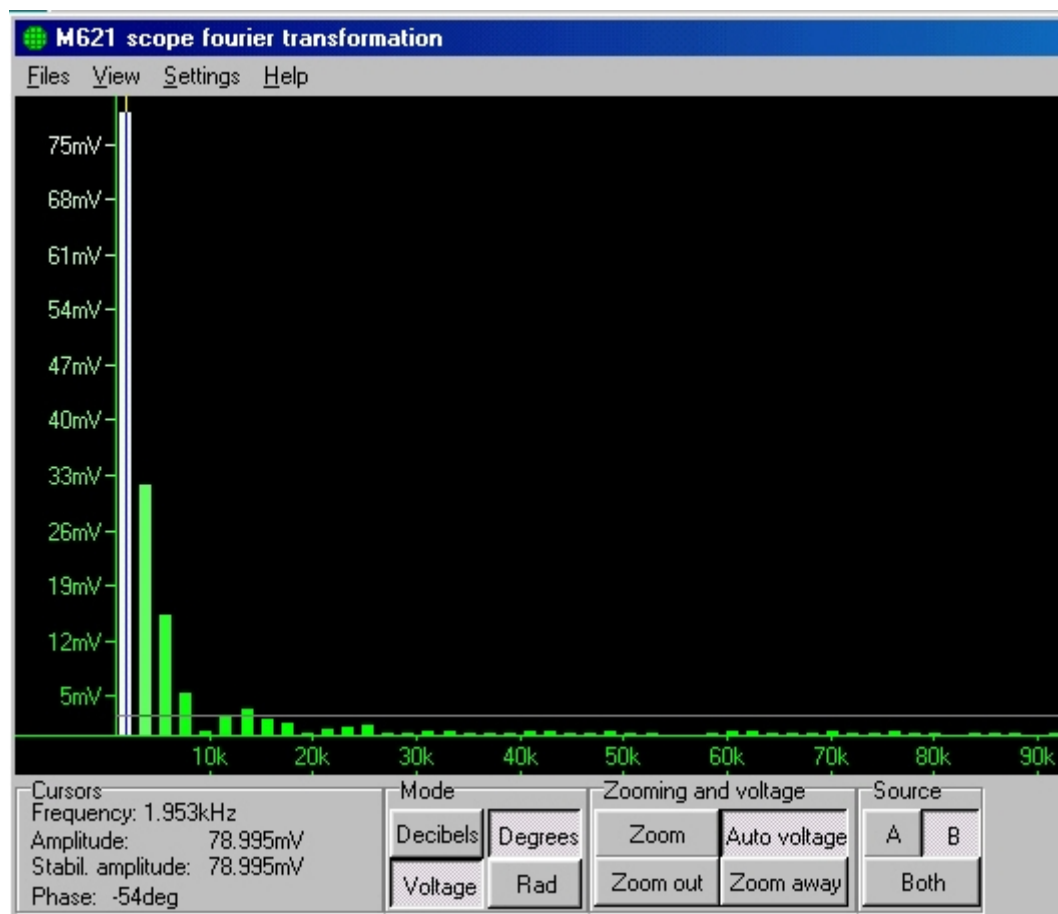 M621 scope fourier transformation
Files View Settings Help
75mV
68mV
61mV
54mV
47mV
40mV
33mV
26mV
19mV
12mV
5mV
10k 20k 30k 40k 50k 60k 70k 80k 90k
Cursors
Frequency: 1.953kHz
Amplitude: 78.995mV
Stabil. amplitude: 78.995mV
Phase: -54deg
Mode
Decibels Degrees
Voltage Rad
Zooming and voltage
Zoom Auto voltage
Zoom out Zoom away
Source
A B
Both